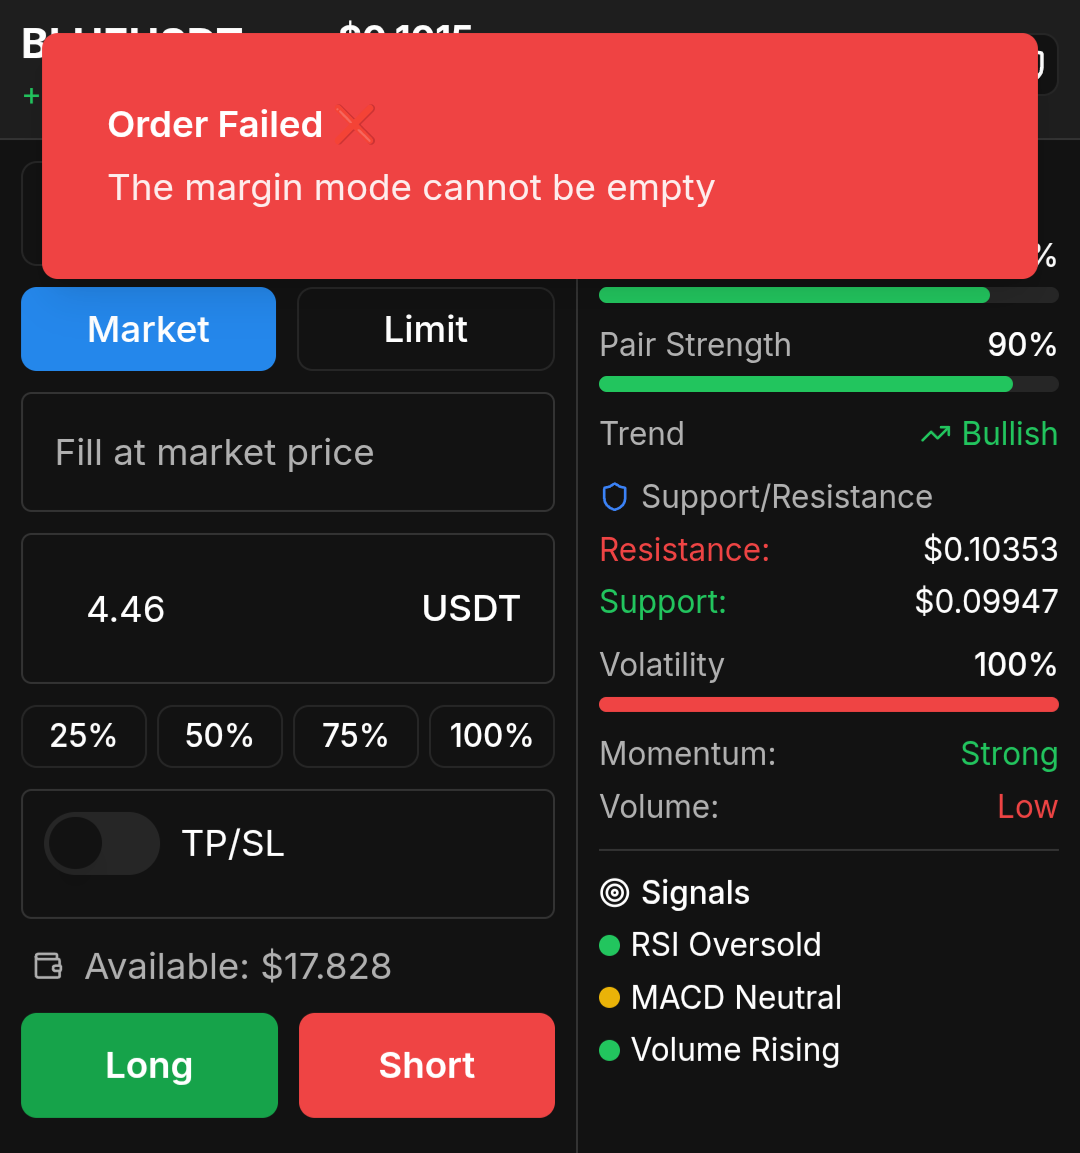 Order Failed ❌
The margin mode cannot be empty
%
Market
Limit
Fill at market price
4.46 USDT
25% 50% 75% 100%
TP/SL
Available: $17.828
Long
Short
Pair Strength 90%
Trend Bullish
Support/Resistance
Resistance: $0.10353
Support: $0.09947
Volatility 100%
Momentum: Strong
Volume: Low
Signals
RSI Oversold
MACD Neutral
Volume Rising